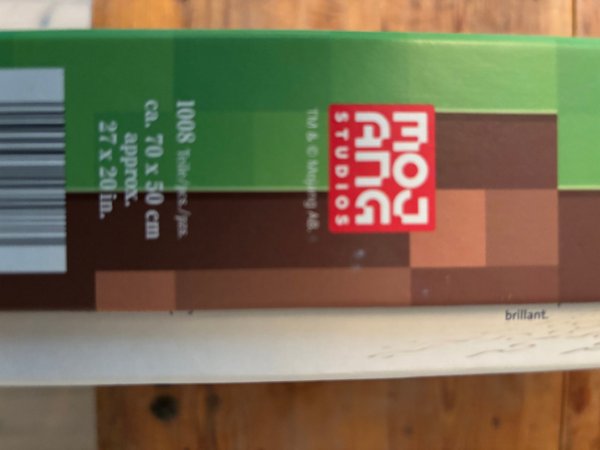 MOJ
ANG
STUDIOS
TM & © Mojang AB.
1008 Teile/pcs./pzs.
ca. 70 x 50 cm
approx.
27 x 20 in.
brillant.